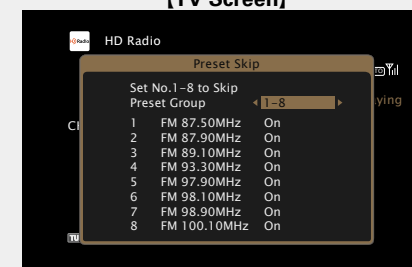 【TV Screen】
HD Radio
Preset Skip
Set No.1-8 to Skip
Preset Group 1-8
1 FM 87.50MHz On
2 FM 87.90MHz On
3 FM 89.10MHz On
4 FM 93.30MHz On
5 FM 97.90MHz On
6 FM 98.10MHz On
7 FM 98.90MHz On
8 FM 100.10MHz On